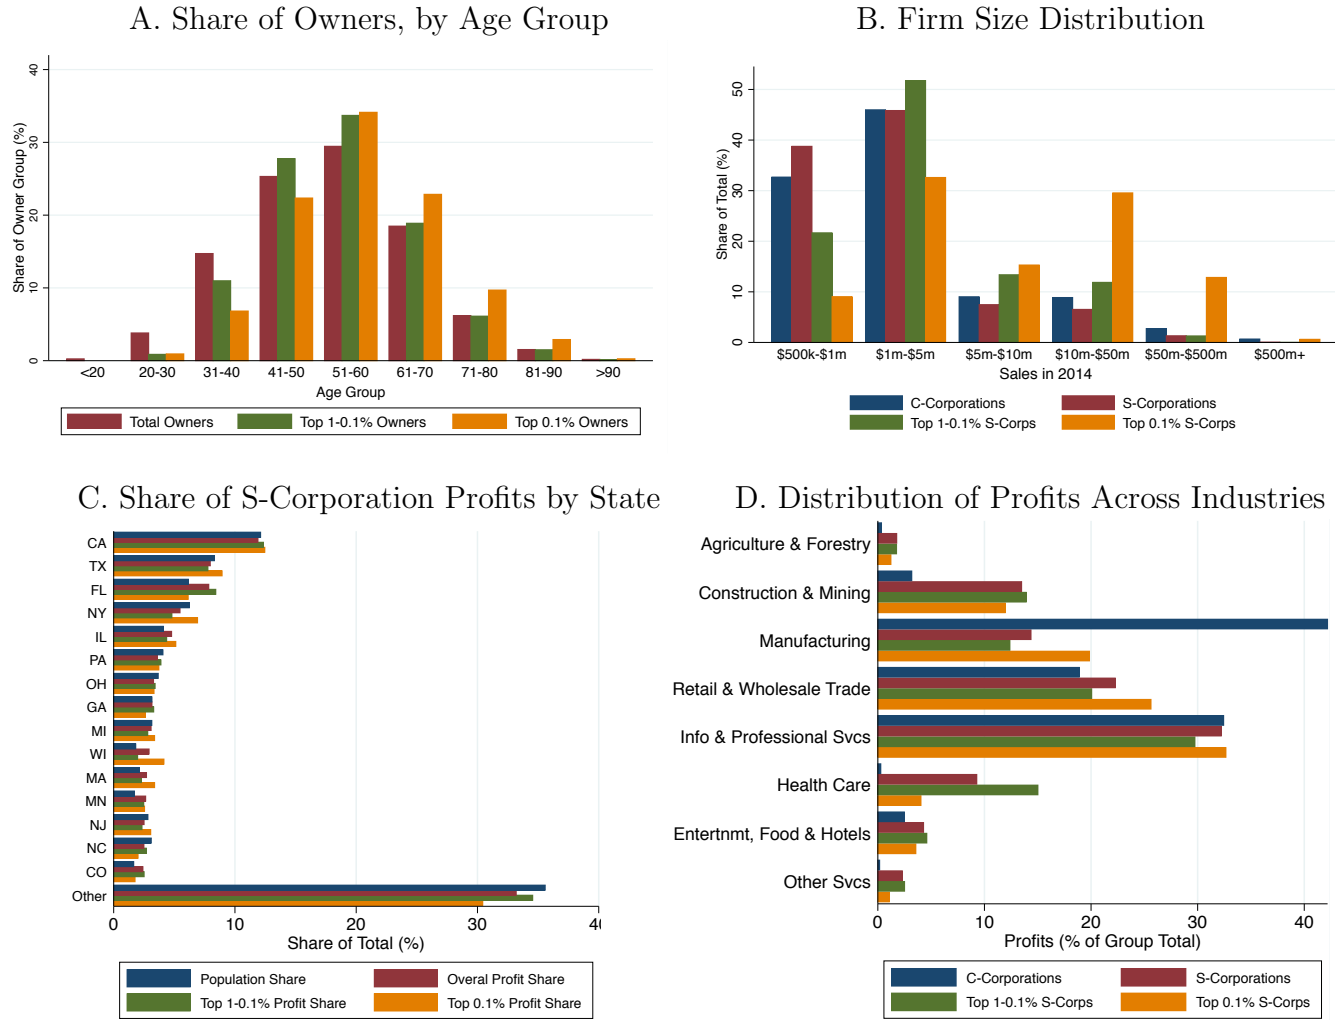 A. Share of Owners, by Age Group
Share of Owner Group (%)
40
30
20
10
0
<20 20-30 31-40 41-50 51-60 61-70 71-80 81-90 >90
Age Group
Total Owners Top 1-0.1% Owners Top 0.1% Owners
B. Firm Size Distribution
Share of Total (%)
50
40
30
20
10
0
$500k-$1m $1m-$5m $5m-$10m $10m-$50m $50m-$500m $500m+
Sales in 2014
C-Corporations S-Corporations
Top 1-0.1% S-Corps Top 0.1% S-Corps
C. Share of S-Corporation Profits by State
CA
TX
FL
NY
IL
PA
OH
GA
MI
WI
MA
MN
NJ
NC
CO
Other
0 10 20 30 40
Share of Total (%)
Population Share Overal Profit Share
Top 1-0.1% Profit Share Top 0.1% Profit Share
D. Distribution of Profits Across Industries
Agriculture & Forestry
Construction & Mining
Manufacturing
Retail & Wholesale Trade
Info & Professional Svcs
Health Care
Entertnmt, Food & Hotels
Other Svcs
0 10 20 30 40
Profits (% of Group Total)
C-Corporations S-Corporations
Top 1-0.1% S-Corps Top 0.1% S-Corps